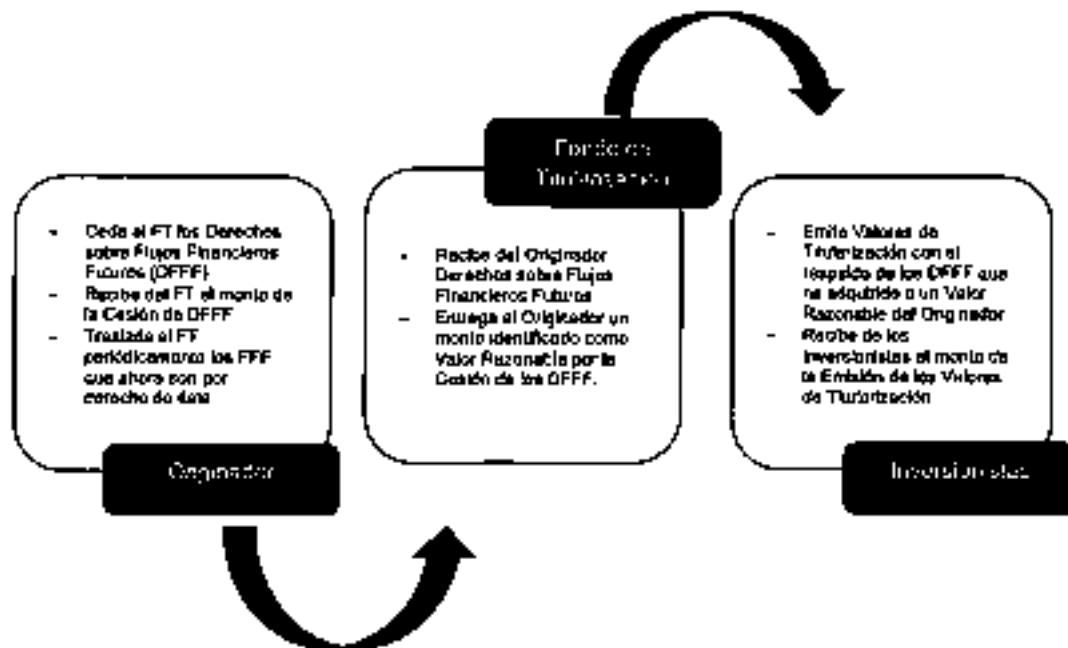 Cede al FT los Derechos
sobre Flujos Financieros
Futuros (DFFF)
Recibe del FT el monto de
la Cesión de DFFF
Traslada al FT
periódicamente los FFF
que ahora son por
derecho de éste
Originador
Fondo de
Titularización
Recibe del Originador
Derechos sobre Flujos
Financieros Futuros
Entrega al Originador un
monto identificado como
Valor Razonable por la
Cesión de los DFFF.
Emite Valores de
Titularización con el
respaldo de los DFFF que
ha adquirido a un Valor
Razonable del Originador
Recibe de los
Inversionistas el monto de
la Emisión de los Valores
de Titularización
Inversionistas